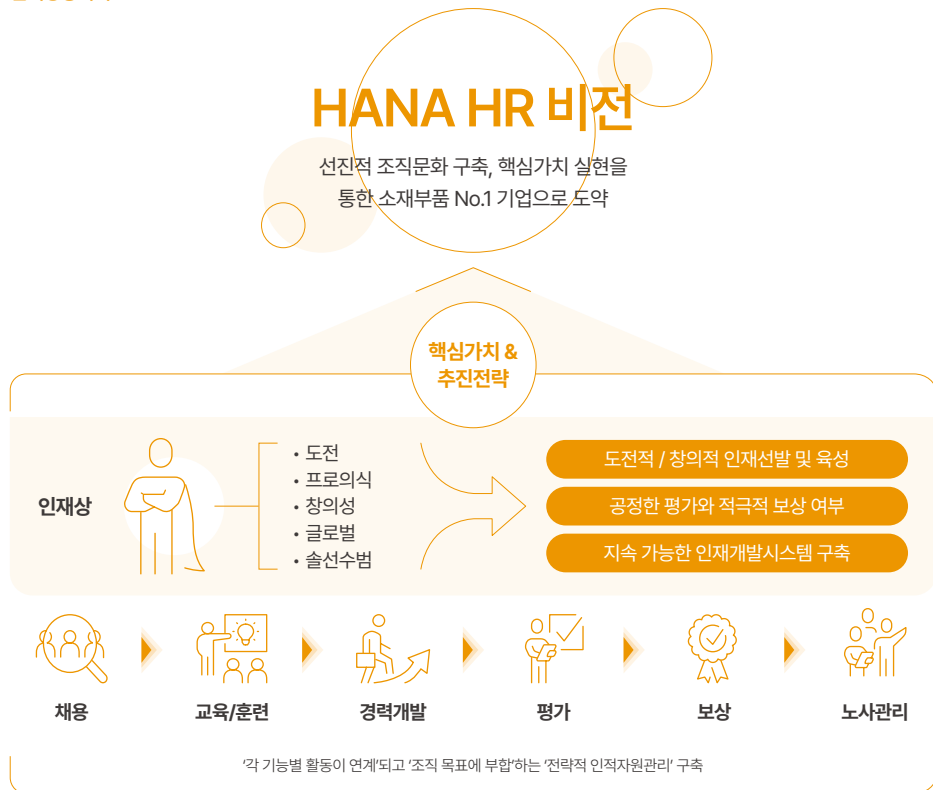 HANA HR 비전
선진적 조직문화 구축, 핵심가치 실현을
통한 소재부품 No.1 기업으로 도약
핵심가치 &
추진전략
인재상
• 도전
• 프로의식
• 창의성
• 글로벌
• 솔선수범
도전적 / 창의적 인재선발 및 육성
공정한 평가와 적극적 보상 여부
지속 가능한 인재개발시스템 구축
채용
교육/훈련
경력개발
평가
보상
노사관리
‘각 기능별 활동이 연계’되고 ‘조직 목표에 부합’하는 ‘전략적 인적자원관리’ 구축